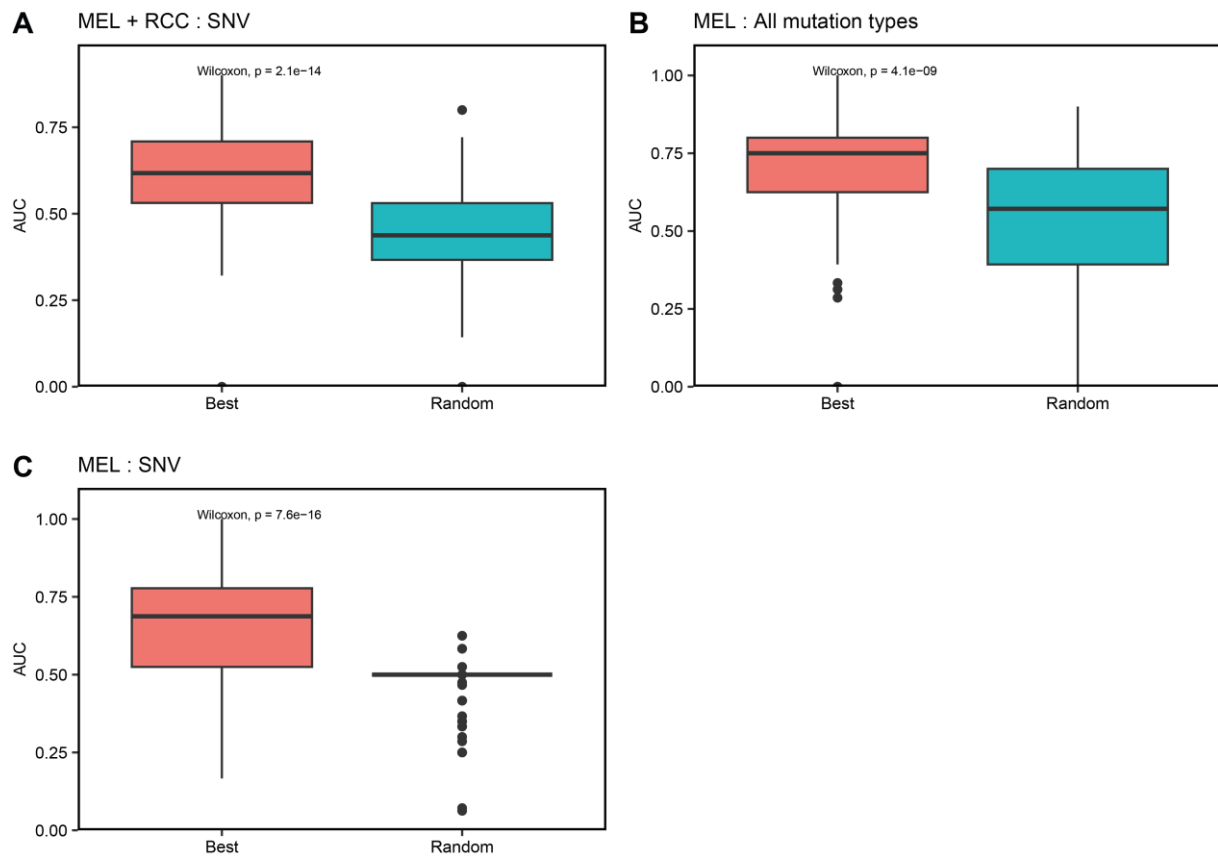 A MEL + RCC : SNV
Wilcoxon, p = 2.1e−14
AUC
0.75
0.50
0.25
0.00
Best Random
B MEL : All mutation types
Wilcoxon, p = 4.1e−09
AUC
1.00
0.75
0.50
0.25
0.00
Best Random
C MEL : SNV
Wilcoxon, p = 7.6e−16
AUC
1.00
0.75
0.50
0.25
0.00
Best Random